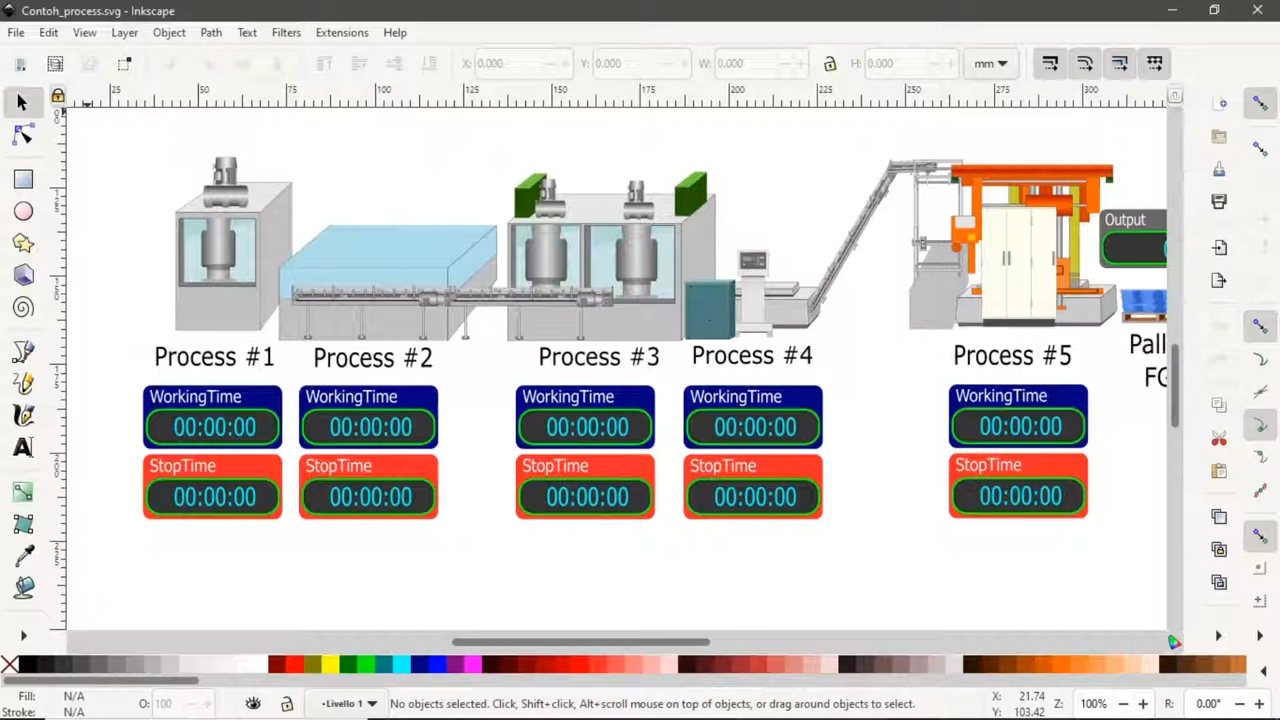 Contoh_process.svg - Inkscape
File Edit View Layer Object Path Text Filters Extensions Help
X: 0.000 Y: 0.000 W: 0.000 H: 0.000 mm
25 50 75 100 125 150 175 200 225 250 275 300
Output
Process #1 Process #2 Process #3 Process #4 Process #5 Pall
FG
WorkingTime WorkingTime WorkingTime WorkingTime WorkingTime
00:00:00 00:00:00 00:00:00 00:00:00 00:00:00
StopTime StopTime StopTime StopTime StopTime
00:00:00 00:00:00 00:00:00 00:00:00 00:00:00
Fill: N/A
Stroke: N/A
O: 100
•Livello 1
No objects selected. Click, Shift+click, Alt+scroll mouse on top of objects, or drag around objects to select.
X: 21.74
Y: 103.42
Z: 100%
R: 0.00°